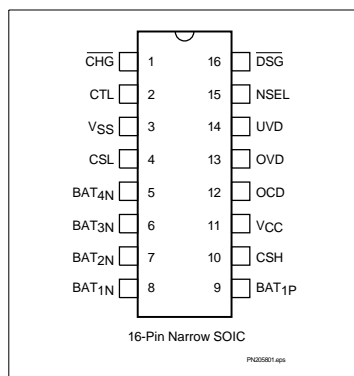 CHG 1 16 DSG
CTL 2 15 NSEL
VSS 3 14 UVD
CSL 4 13 OVD
BAT4N 5 12 OCD
BAT3N 6 11 VCC
BAT2N 7 10 CSH
BAT1N 8 9 BAT1P
16-Pin Narrow SOIC
PN205801.eps